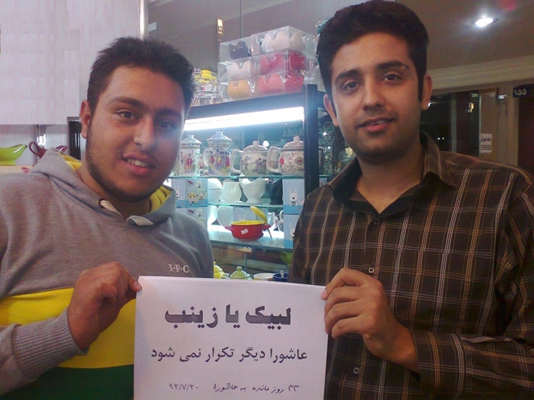 I.F.C
لبیک یا زینب
عاشورا دیگر تکرار نمی شود
۳۳ روز مانده به عاشورا ۹۲/۷/۲۰